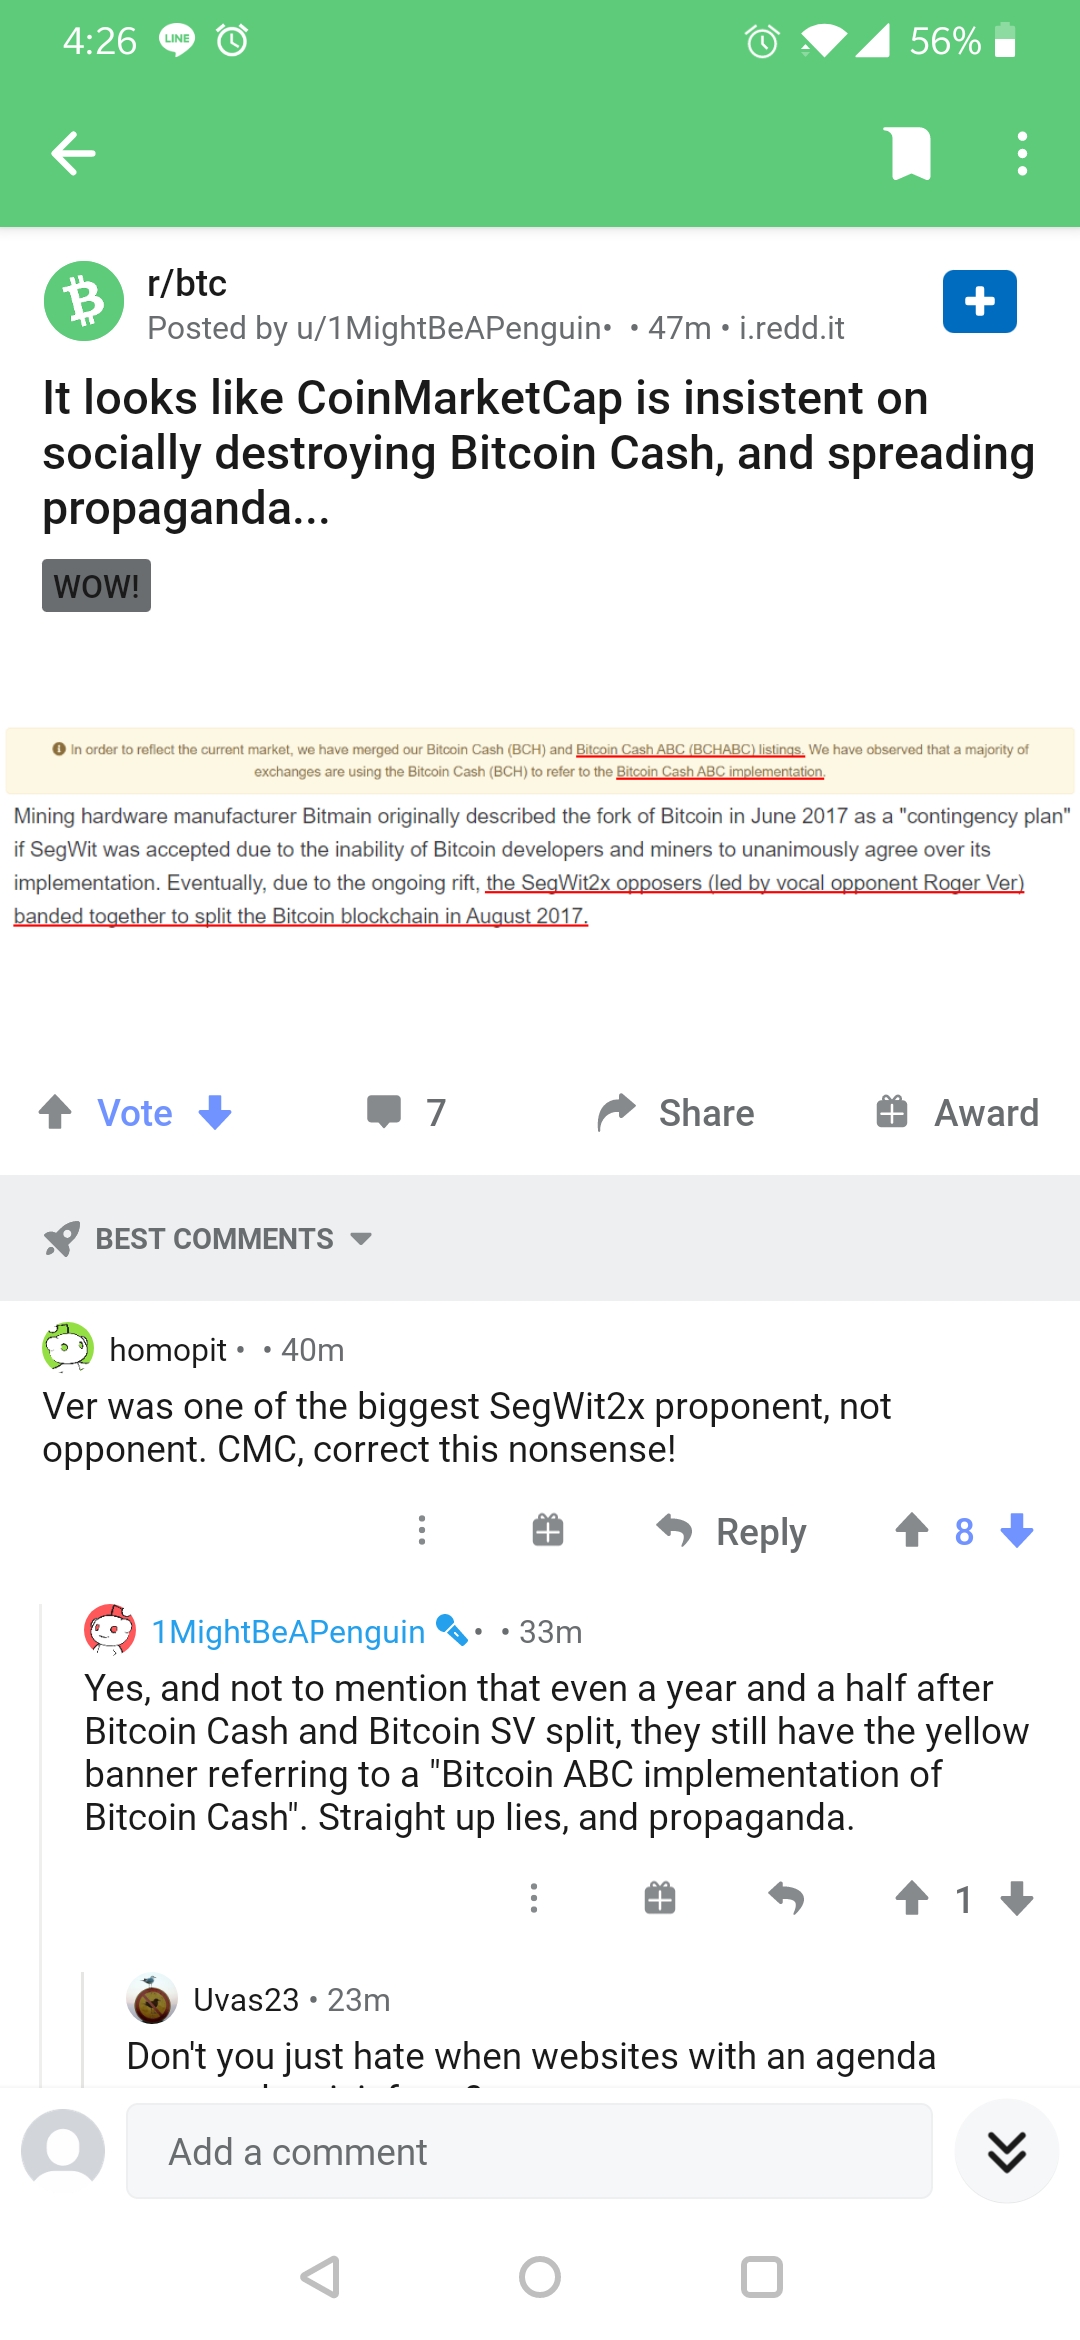 4:26 LINE 56%
r/btc
Posted by u/1MightBeAPenguin• • 47m • i.redd.it
It looks like CoinMarketCap is insistent on
socially destroying Bitcoin Cash, and spreading
propaganda...
WOW!
In order to reflect the current market, we have merged our Bitcoin Cash (BCH) and Bitcoin Cash ABC (BCHABC) listings. We have observed that a majority of
exchanges are using the Bitcoin Cash (BCH) to refer to the Bitcoin Cash ABC implementation.
Mining hardware manufacturer Bitmain originally described the fork of Bitcoin in June 2017 as a "contingency plan"
if SegWit was accepted due to the inability of Bitcoin developers and miners to unanimously agree over its
implementation. Eventually, due to the ongoing rift, the SegWit2x opposers (led by vocal opponent Roger Ver)
banded together to split the Bitcoin blockchain in August 2017.
Vote 7 Share Award
BEST COMMENTS
homopit • • 40m
Ver was one of the biggest SegWit2x proponent, not
opponent. CMC, correct this nonsense!
Reply 8
1MightBeAPenguin • • 33m
Yes, and not to mention that even a year and a half after
Bitcoin Cash and Bitcoin SV split, they still have the yellow
banner referring to a "Bitcoin ABC implementation of
Bitcoin Cash". Straight up lies, and propaganda.
1
Uvas23 • 23m
Don't you just hate when websites with an agenda
Add a comment